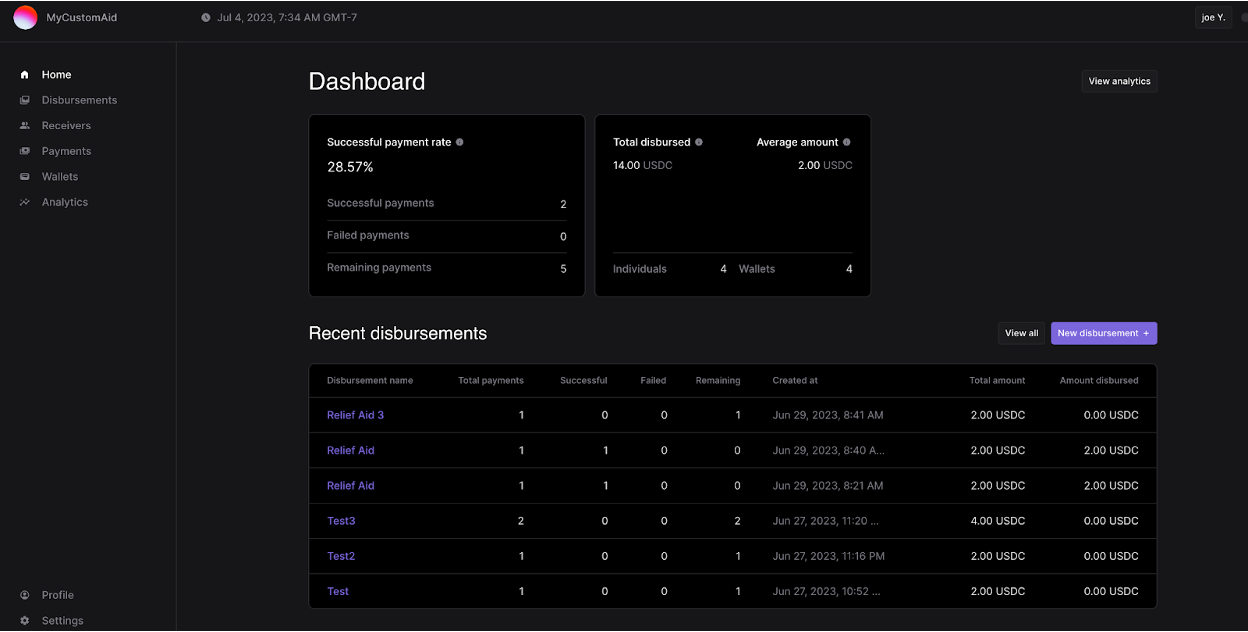 MyCustomAid
Jul 4, 2023, 7:34 AM GMT-7
joe Y.
Home
Disbursements
Receivers
Payments
Wallets
Analytics
Profile
Settings
Dashboard
View analytics
Successful payment rate
28.57%
Successful payments 2
Failed payments 0
Remaining payments 5
Total disbursed Average amount
14.00 USDC 2.00 USDC
Individuals 4 Wallets 4
Recent disbursements
View all
New disbursement +
Disbursement name Total payments Successful Failed Remaining Created at Total amount Amount disbursed
Relief Aid 3 1 0 0 1 Jun 29, 2023, 8:41 AM 2.00 USDC 0.00 USDC
Relief Aid 1 1 0 0 Jun 29, 2023, 8:40 A... 2.00 USDC 2.00 USDC
Relief Aid 1 1 0 0 Jun 29, 2023, 8:21 AM 2.00 USDC 2.00 USDC
Test3 2 0 0 2 Jun 27, 2023, 11:20 ... 4.00 USDC 0.00 USDC
Test2 1 0 0 1 Jun 27, 2023, 11:16 PM 2.00 USDC 0.00 USDC
Test 1 0 0 1 Jun 27, 2023, 10:52 ... 2.00 USDC 0.00 USDC